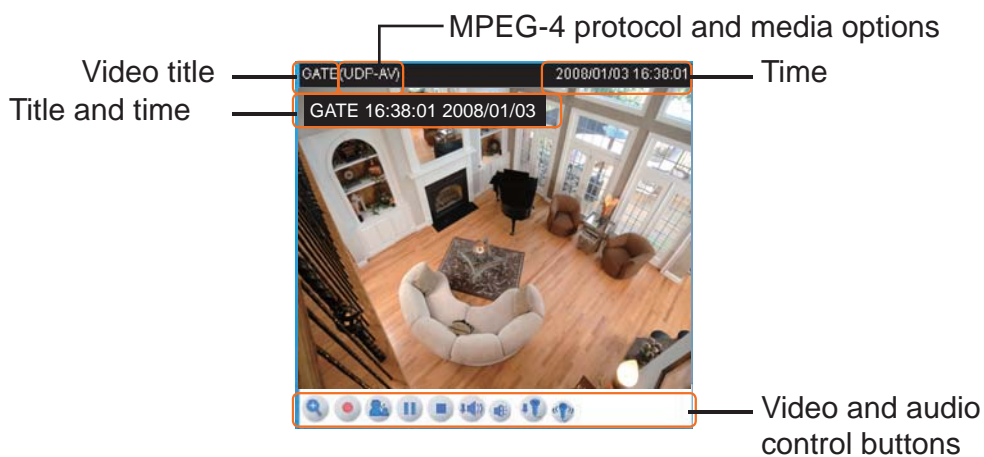 MPEG-4 protocol and media options
Video title
GATE(UDP-AV)
2008/01/03 16:38:01
Time
Title and time
GATE 16:38:01 2008/01/03
Video and audio
control buttons